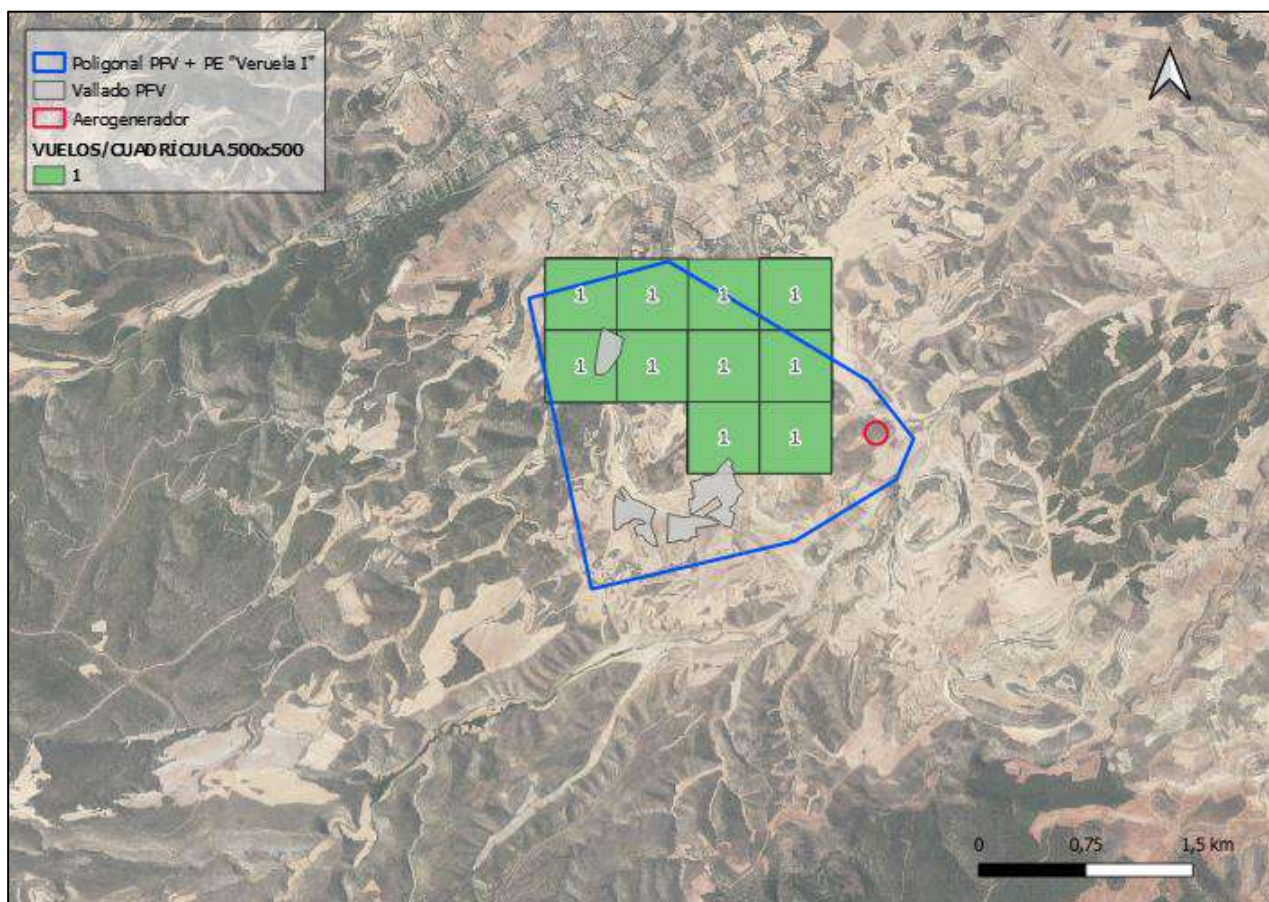 Poligonal PFV + PE "Veruela I"
Vallado PFV
Aerogenerador
VUELOS/CUADRÍCULA 500x500
1
1 1 1 1
1 1 1 1
1 1
0 0,75 1,5 km